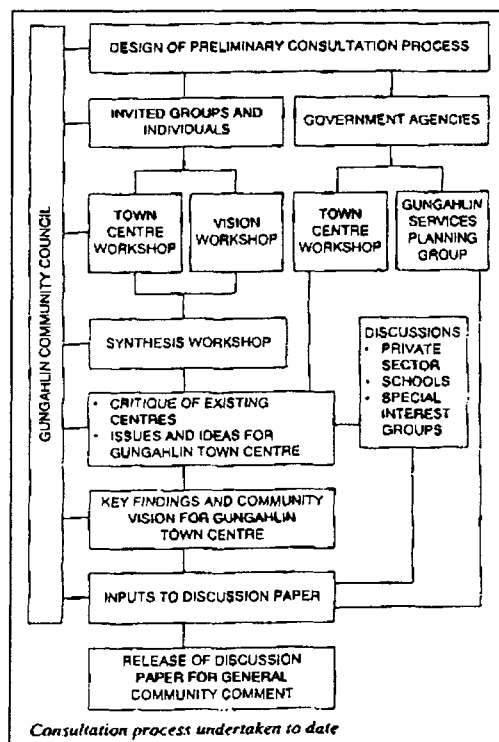 GUNGAHLIN COMMUNITY COUNCIL
DESIGN OF PRELIMINARY CONSULTATION PROCESS
INVITED GROUPS AND
INDIVIDUALS
GOVERNMENT AGENCIES
TOWN
CENTRE
WORKSHOP
VISION
WORKSHOP
TOWN
CENTRE
WORKSHOP
GUNGAHLIN
SERVICES
PLANNING
GROUP
SYNTHESIS WORKSHOP
DISCUSSIONS
• PRIVATE
SECTOR
• SCHOOLS
• SPECIAL
INTEREST
GROUPS
• CRITIQUE OF EXISTING
CENTRES
• ISSUES AND IDEAS FOR
GUNGAHLIN TOWN CENTRE
KEY FINDINGS AND COMMUNITY
VISION FOR GUNGAHLIN
TOWN CENTRE
INPUTS TO DISCUSSION PAPER
RELEASE OF DISCUSSION
PAPER FOR GENERAL
COMMUNITY COMMENT
Consultation process undertaken to date